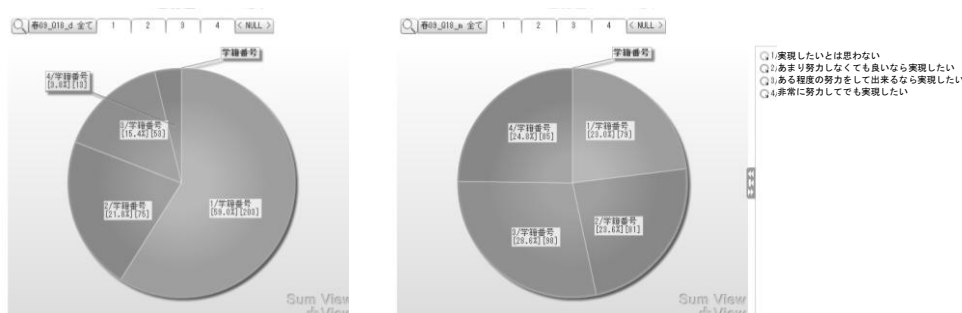 春09_Q18_d 全て 1 2 3 4 < NULL >
学籍番号
4/学籍番号
[3.8%][13]
3/学籍番号
[15.4%][53]
2/学籍番号
[21.8%][75]
1/学籍番号
[59.0%][203]
Sum View
春09_Q18_e 全て 1 2 3 4 < NULL >
学籍番号
4/学籍番号
[24.8%][85]
1/学籍番号
[23.0%][79]
3/学籍番号
[28.6%][98]
2/学籍番号
[23.6%][81]
Sum View
1/実現したいとは思わない
2/あまり努力しなくても良いなら実現したい
3/ある程度の努力をして出来るなら実現したい
4/非常に努力してでも実現したい